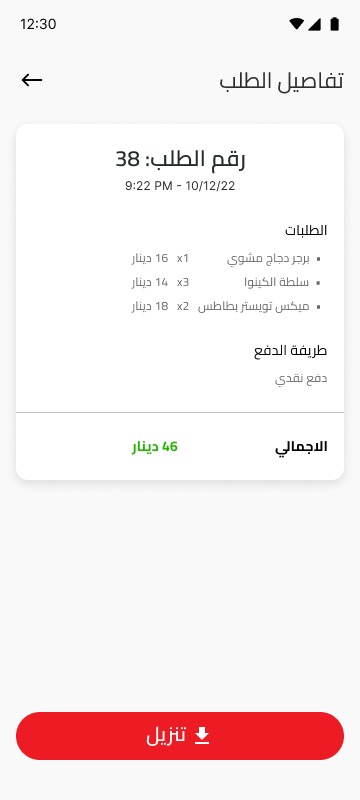 12:30
تفاصيل الطلب
رقم الطلب: 38
9:22 PM - 10/12/22
الطلبات
• برجر دجاج مشوي x1 16 دينار
• سلطة الكينوا x3 14 دينار
• ميكس تويستر بطاطس x2 18 دينار
طريفة الدفع
دفع نقدي
الاجمالي 46 دينار
تنزيل